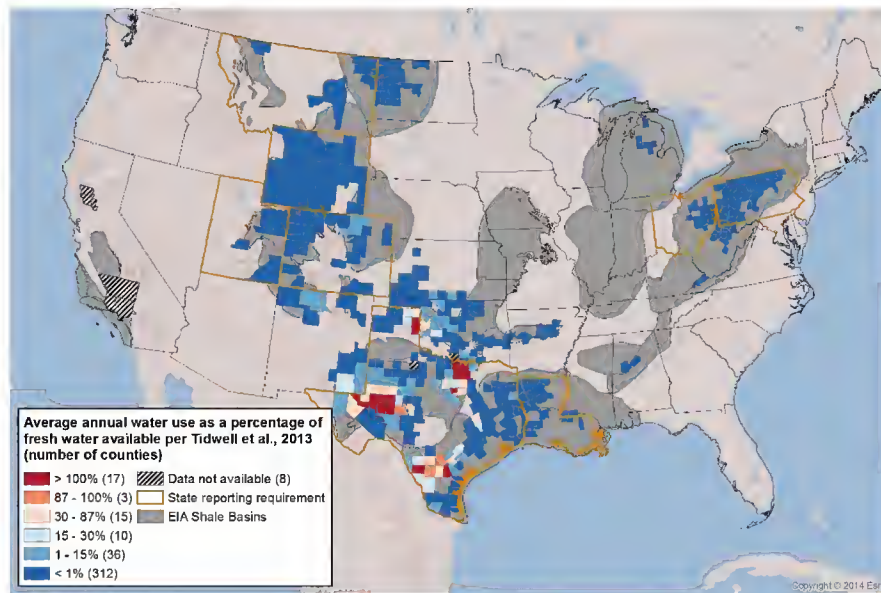 Average annual water use as a percentage of
fresh water available per Tidwell et al., 2013
(number of counties)
> 100% (17)
87 - 100% (3)
30 - 87% (15)
15 - 30% (10)
1 - 15% (36)
< 1% (312)
Data not available (8)
State reporting requirement
EIA Shale Basins
Copyright © 2014 Esri